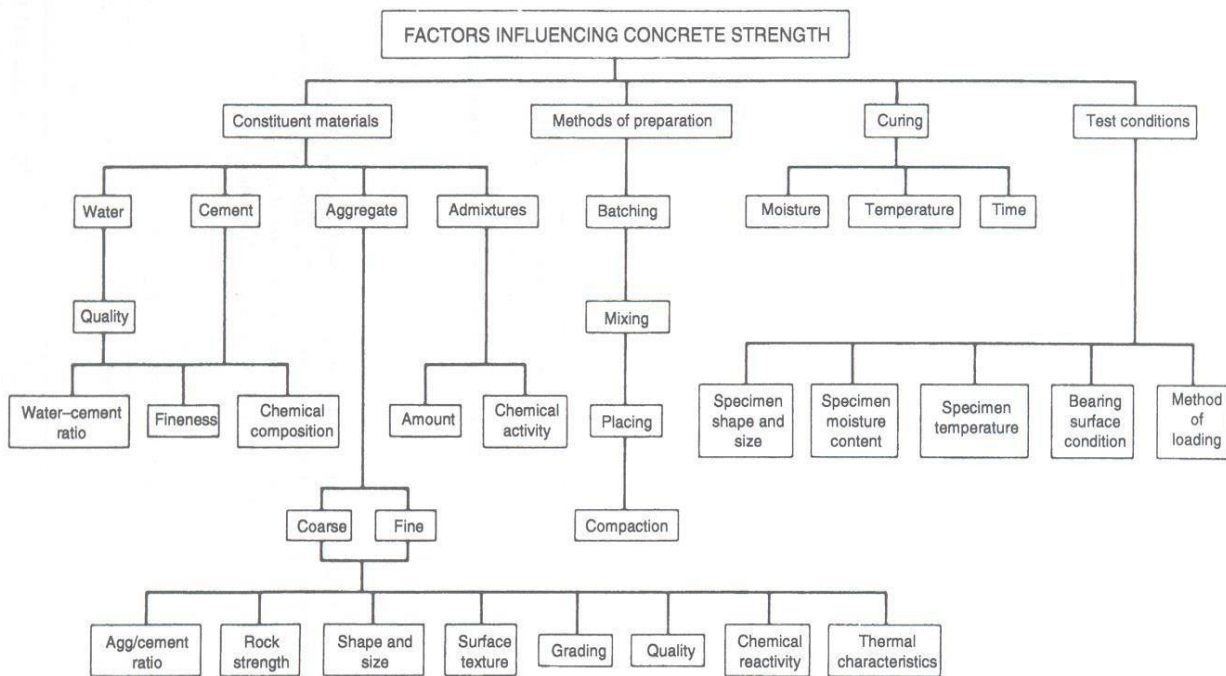 FACTORS INFLUENCING CONCRETE STRENGTH
Constituent materials
Methods of preparation
Curing
Test conditions
Water
Cement
Aggregate
Admixtures
Batching
Moisture
Temperature
Time
Quality
Mixing
Water–cement
ratio
Fineness
Chemical
composition
Amount
Chemical
activity
Placing
Specimen
shape and
size
Specimen
moisture
content
Specimen
temperature
Bearing
surface
condition
Method
of
loading
Coarse
Fine
Compaction
Agg/cement
ratio
Rock
strength
Shape and
size
Surface
texture
Grading
Quality
Chemical
reactivity
Thermal
characteristics